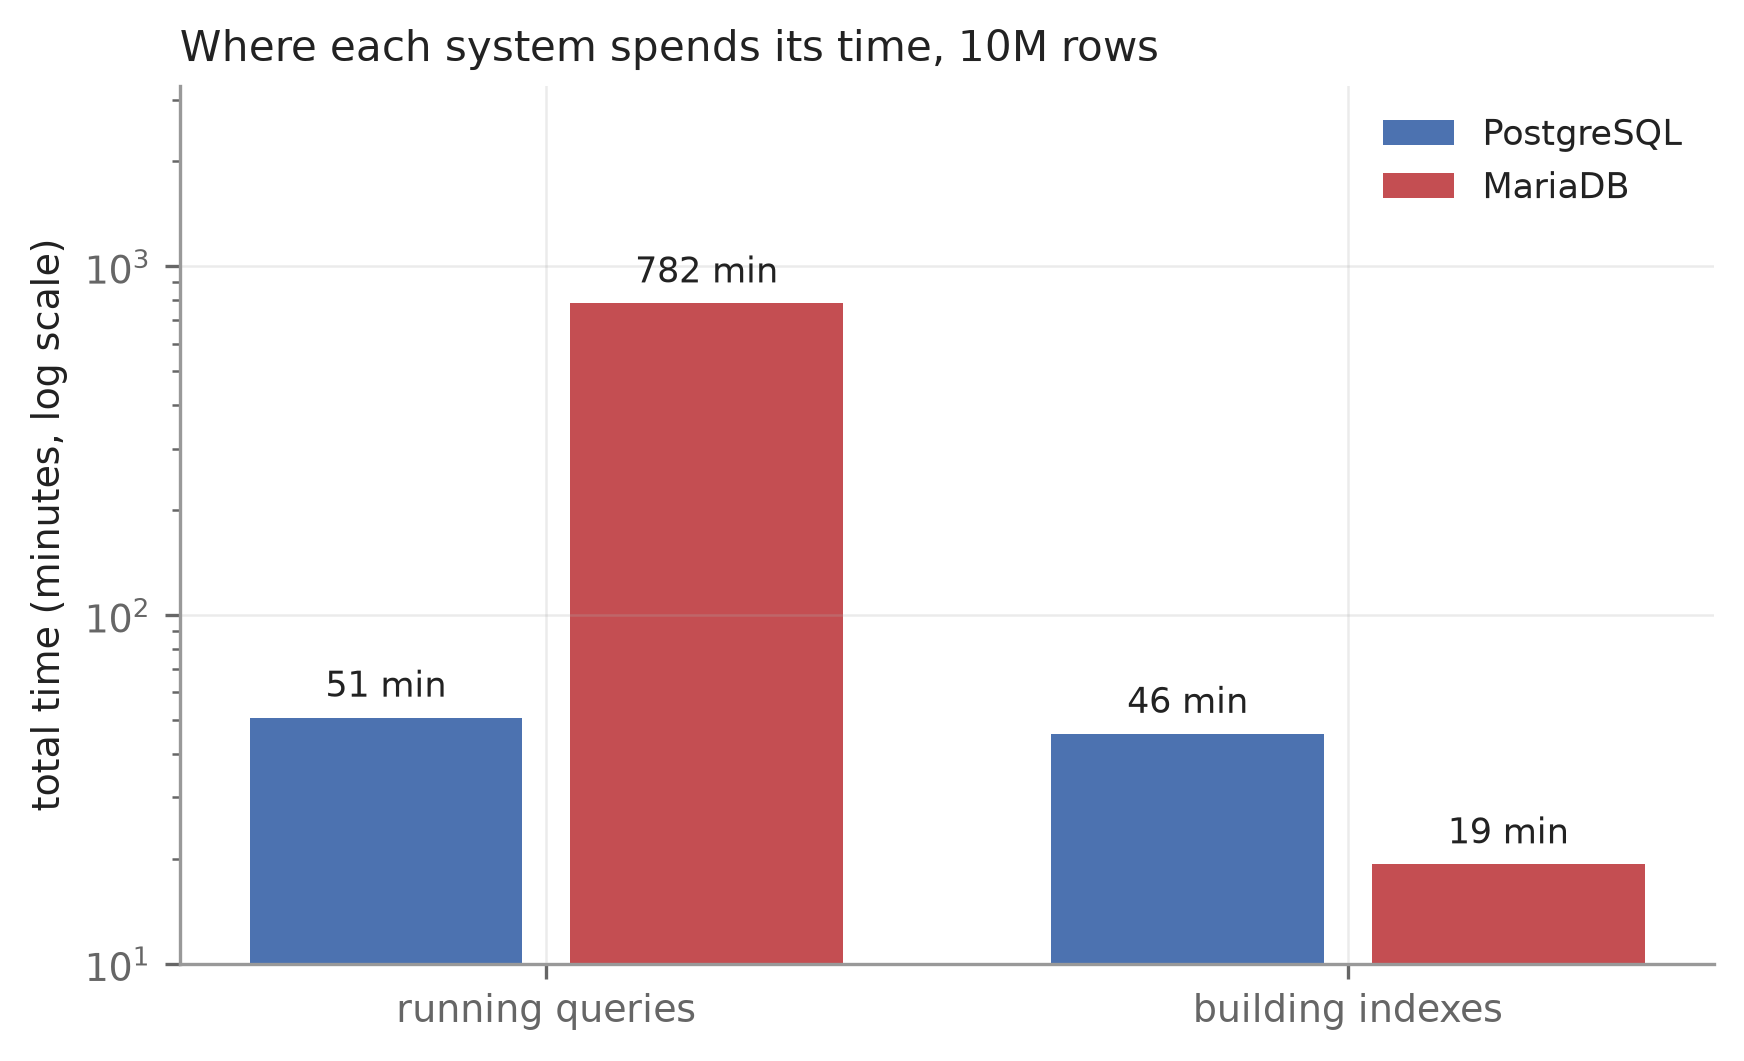 Where each system spends its time, 10M rows
PostgreSQL
MariaDB
total time (minutes, log scale)
10³
10²
10¹
782 min
51 min
46 min
19 min
running queries
building indexes